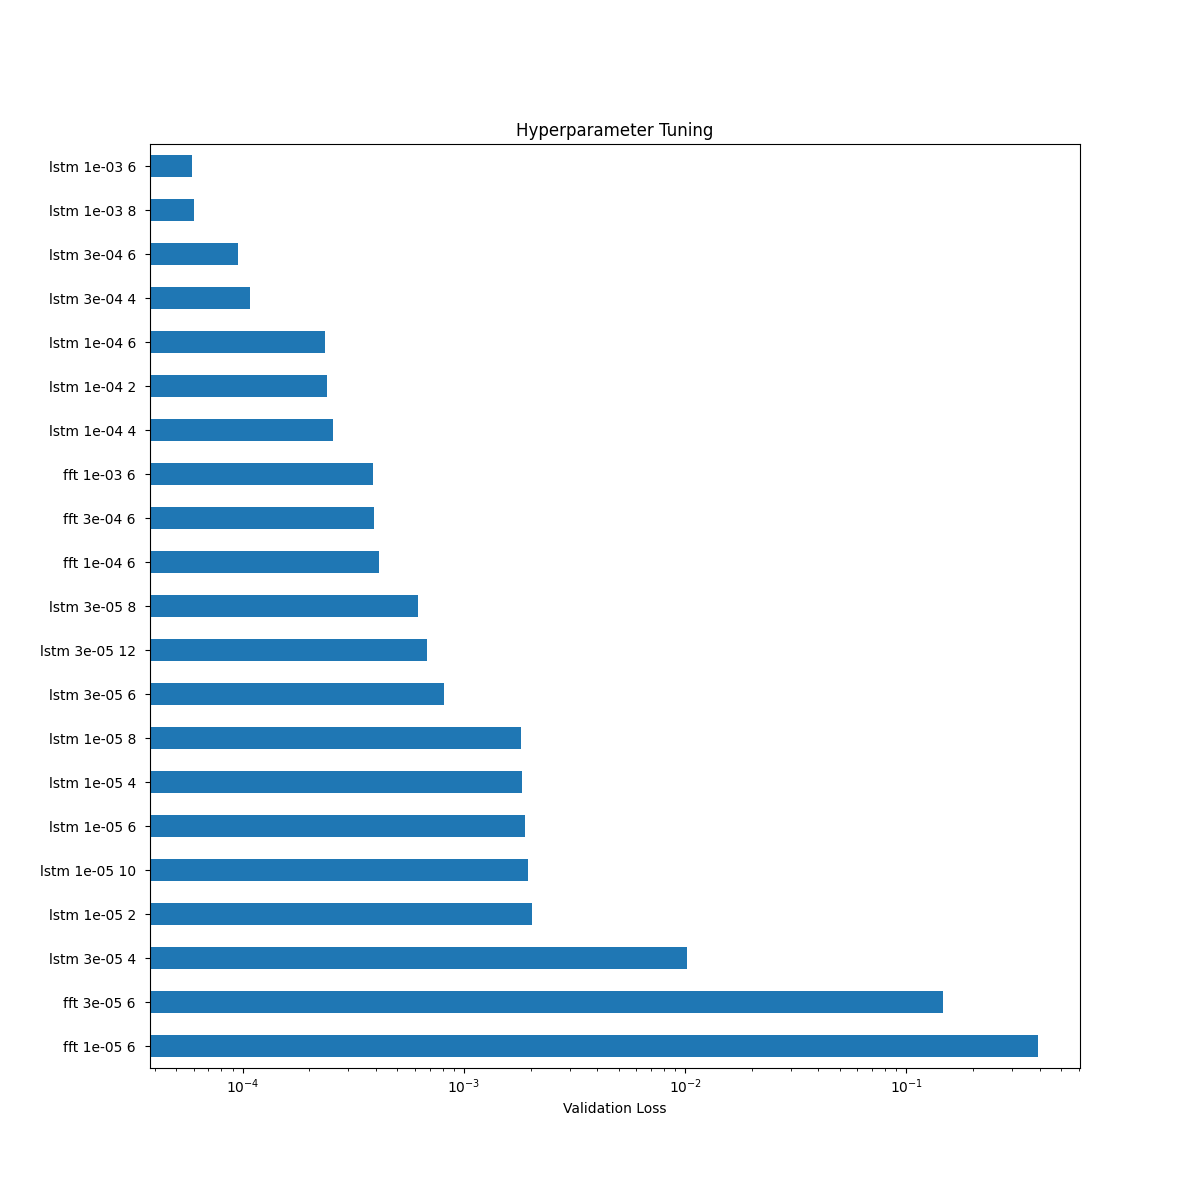 Hyperparameter Tuning
lstm 1e-03 6
lstm 1e-03 8
lstm 3e-04 6
lstm 3e-04 4
lstm 1e-04 6
lstm 1e-04 2
lstm 1e-04 4
fft 1e-03 6
fft 3e-04 6
fft 1e-04 6
lstm 3e-05 8
lstm 3e-05 12
lstm 3e-05 6
lstm 1e-05 8
lstm 1e-05 4
lstm 1e-05 6
lstm 1e-05 10
lstm 1e-05 2
lstm 3e-05 4
fft 3e-05 6
fft 1e-05 6
10⁻⁴ 10⁻³ 10⁻² 10⁻¹
Validation Loss